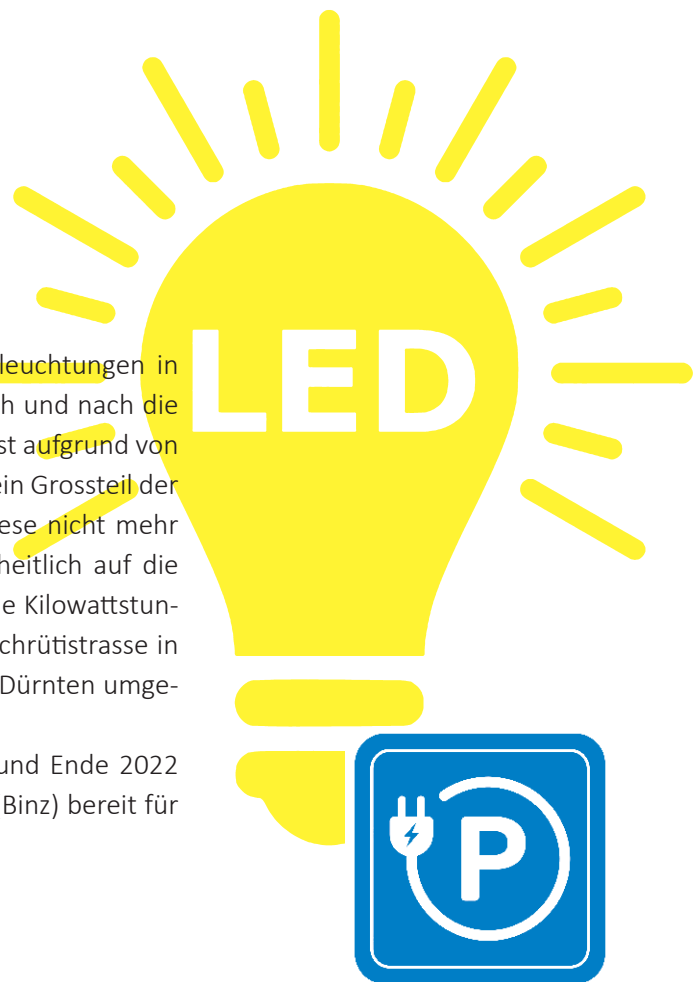 LED
leuchtungen in
h und nach die
st aufgrund von
ein Grossteil der
ese nicht mehr
heitlich auf die
e Kilowattstun-
chrütistrasse in
Dürnten umge-
und Ende 2022
Binz) bereit für
P